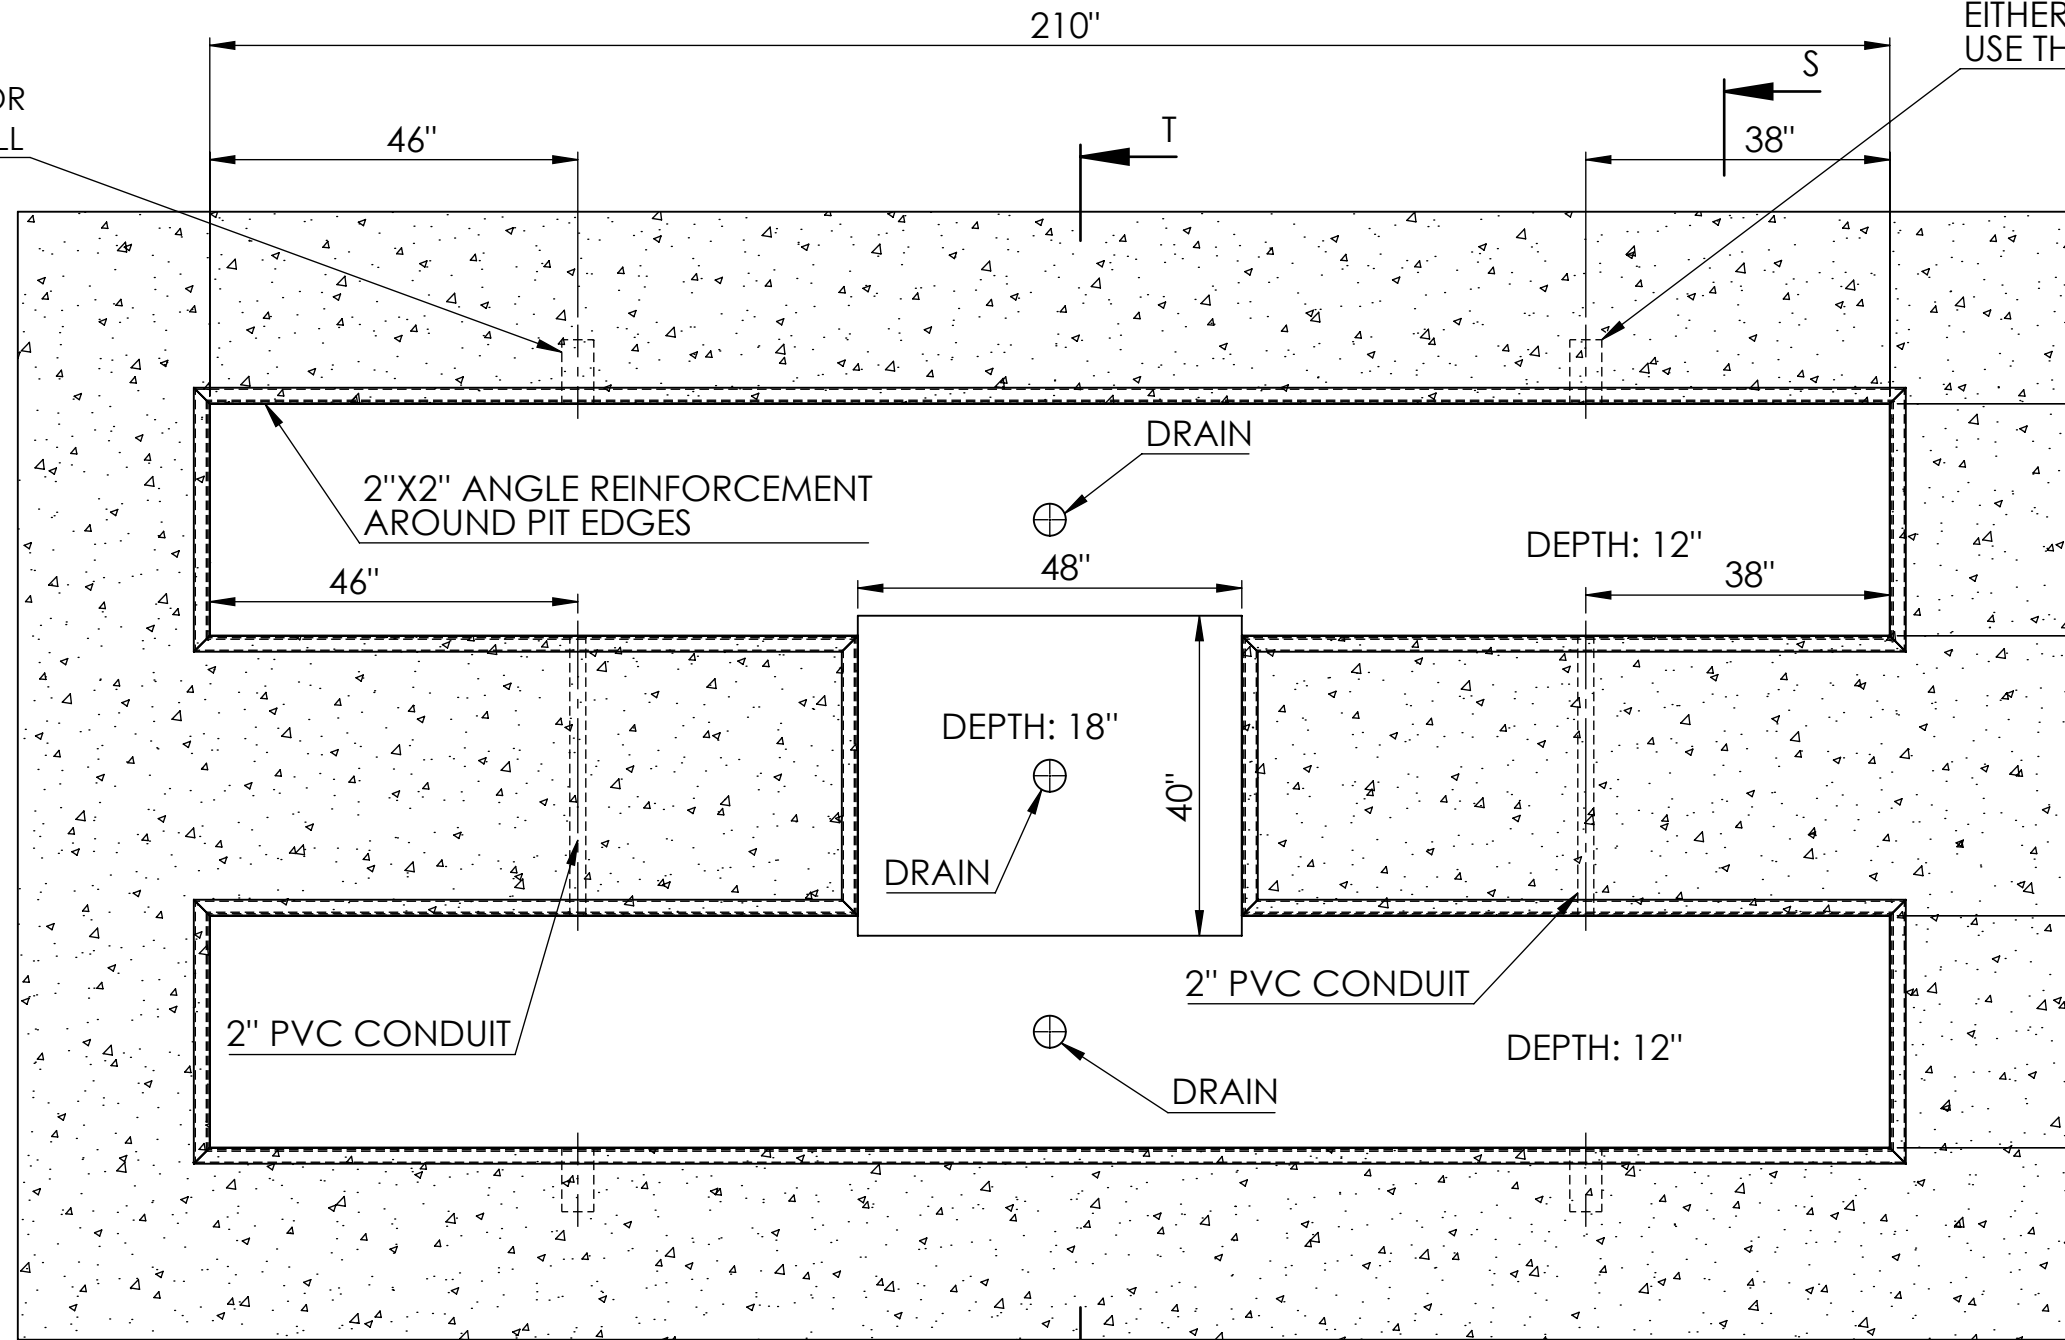 210"
EITHER
USE TH
S
OR
LL
46"
T
38"
DRAIN
2"X2" ANGLE REINFORCEMENT
AROUND PIT EDGES
DEPTH: 12"
46"
48"
38"
DEPTH: 18"
40"
DRAIN
2" PVC CONDUIT
2" PVC CONDUIT
DEPTH: 12"
DRAIN